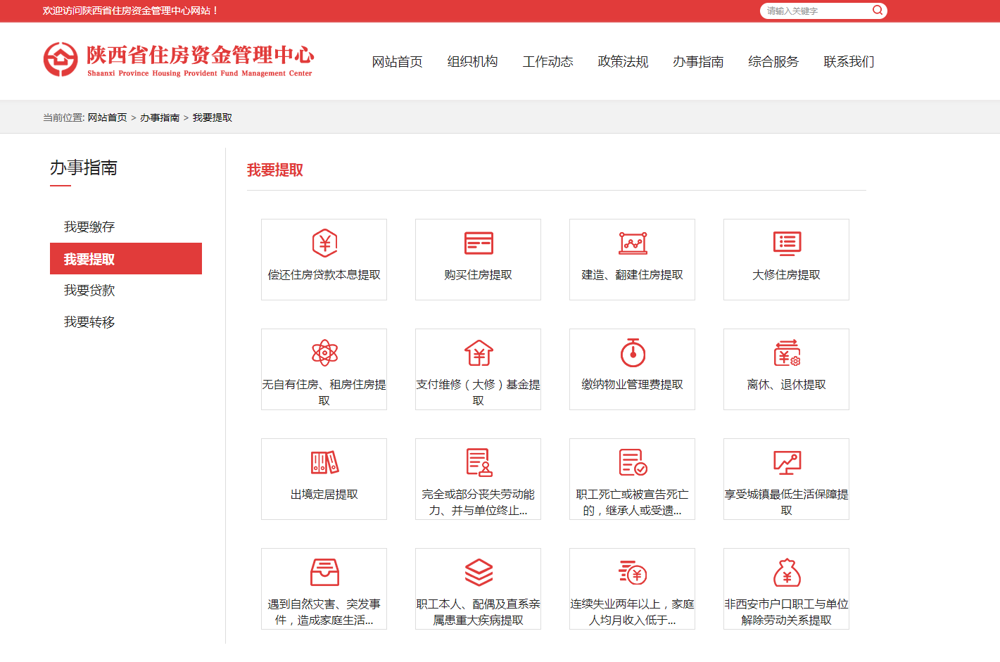 欢迎访问陕西省住房资金管理中心网站！
请输入关键字
陕西省住房资金管理中心
Shaanxi Province Housing Provident Fund Management Center
网站首页 组织机构 工作动态 政策法规 办事指南 综合服务 联系我们
当前位置: 网站首页 > 办事指南 > 我要提取
办事指南
我要缴存
我要提取
我要贷款
我要转移
我要提取
偿还住房贷款本息提取
购买住房提取
建造、翻建住房提取
大修住房提取
无自有住房、租房住房提
取
支付维修（大修）基金提
取
缴纳物业管理费提取
离休、退休提取
出境定居提取
完全或部分丧失劳动能
力、并与单位终止...
职工死亡或被宣告死亡
的，继承人或受遗...
享受城镇最低生活保障提
取
遇到自然灾害、突发事
件，造成家庭生活...
职工本人、配偶及直系亲
属患重大疾病提取
连续失业两年以上，家庭
人均月收入低于...
非西安市户口职工与单位
解除劳动关系提取